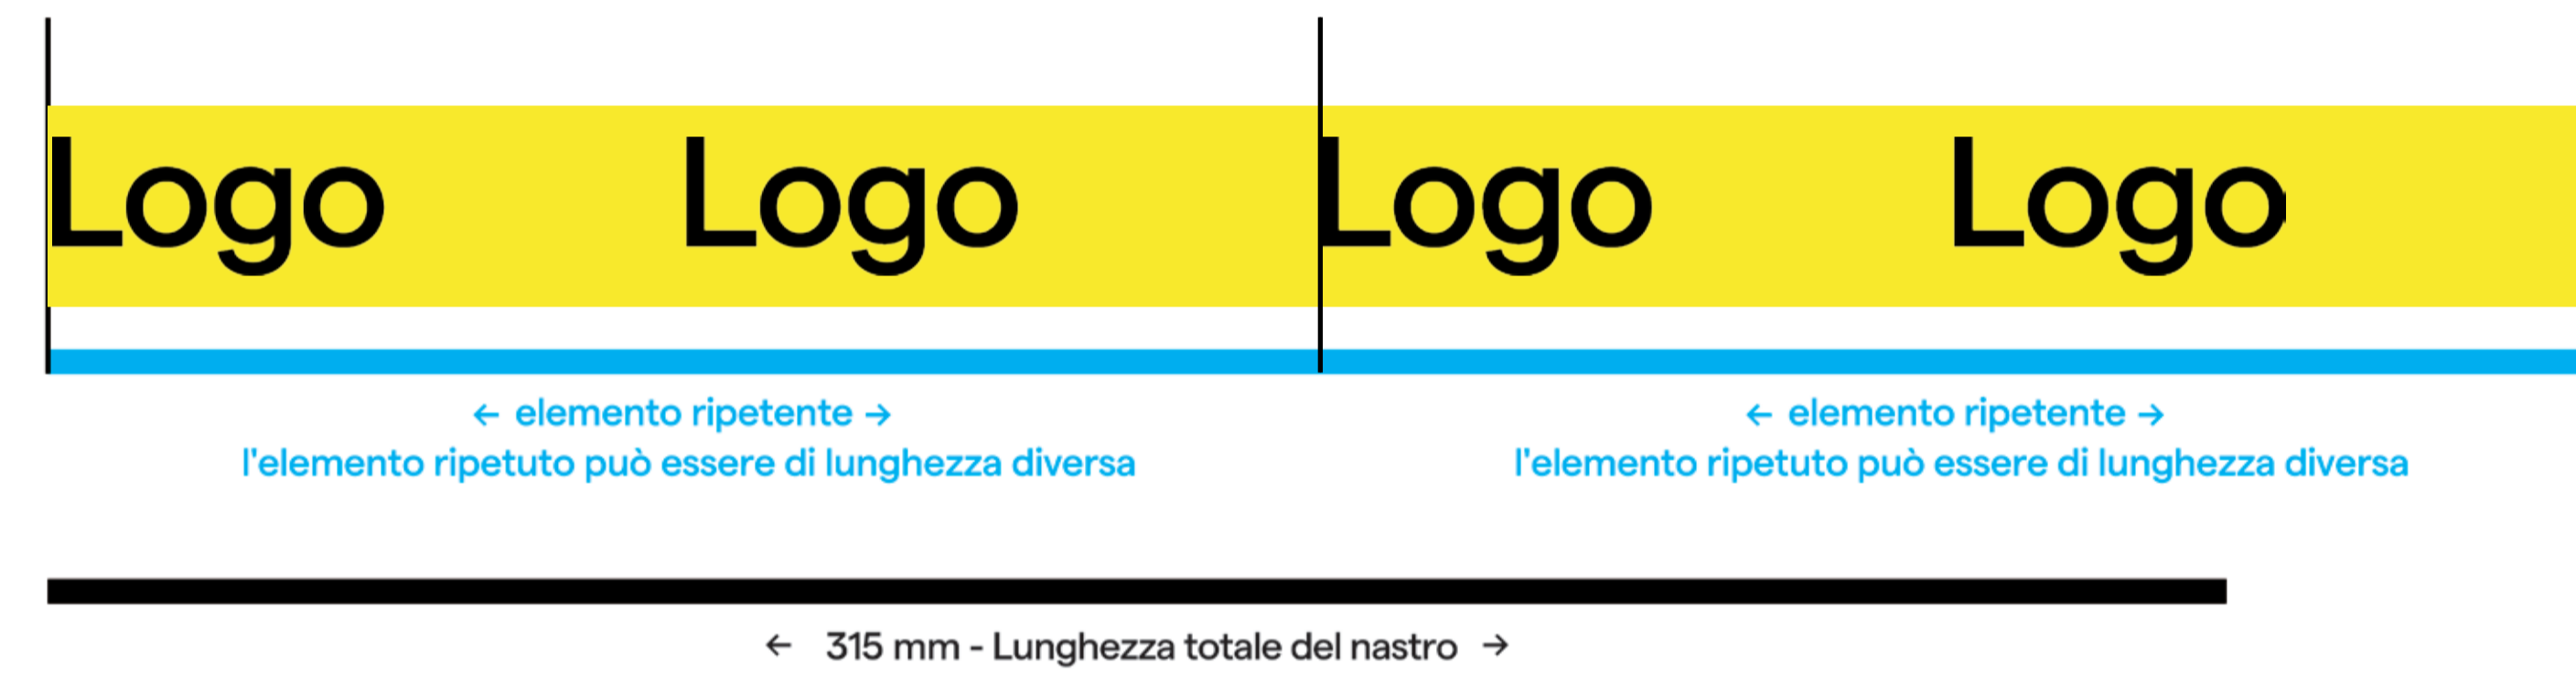 Logo Logo Logo Logo
← elemento ripetente → ← elemento ripetente →
l'elemento ripetuto può essere di lunghezza diversa l'elemento ripetuto può essere di lunghezza diversa
← 315 mm - Lunghezza totale del nastro →